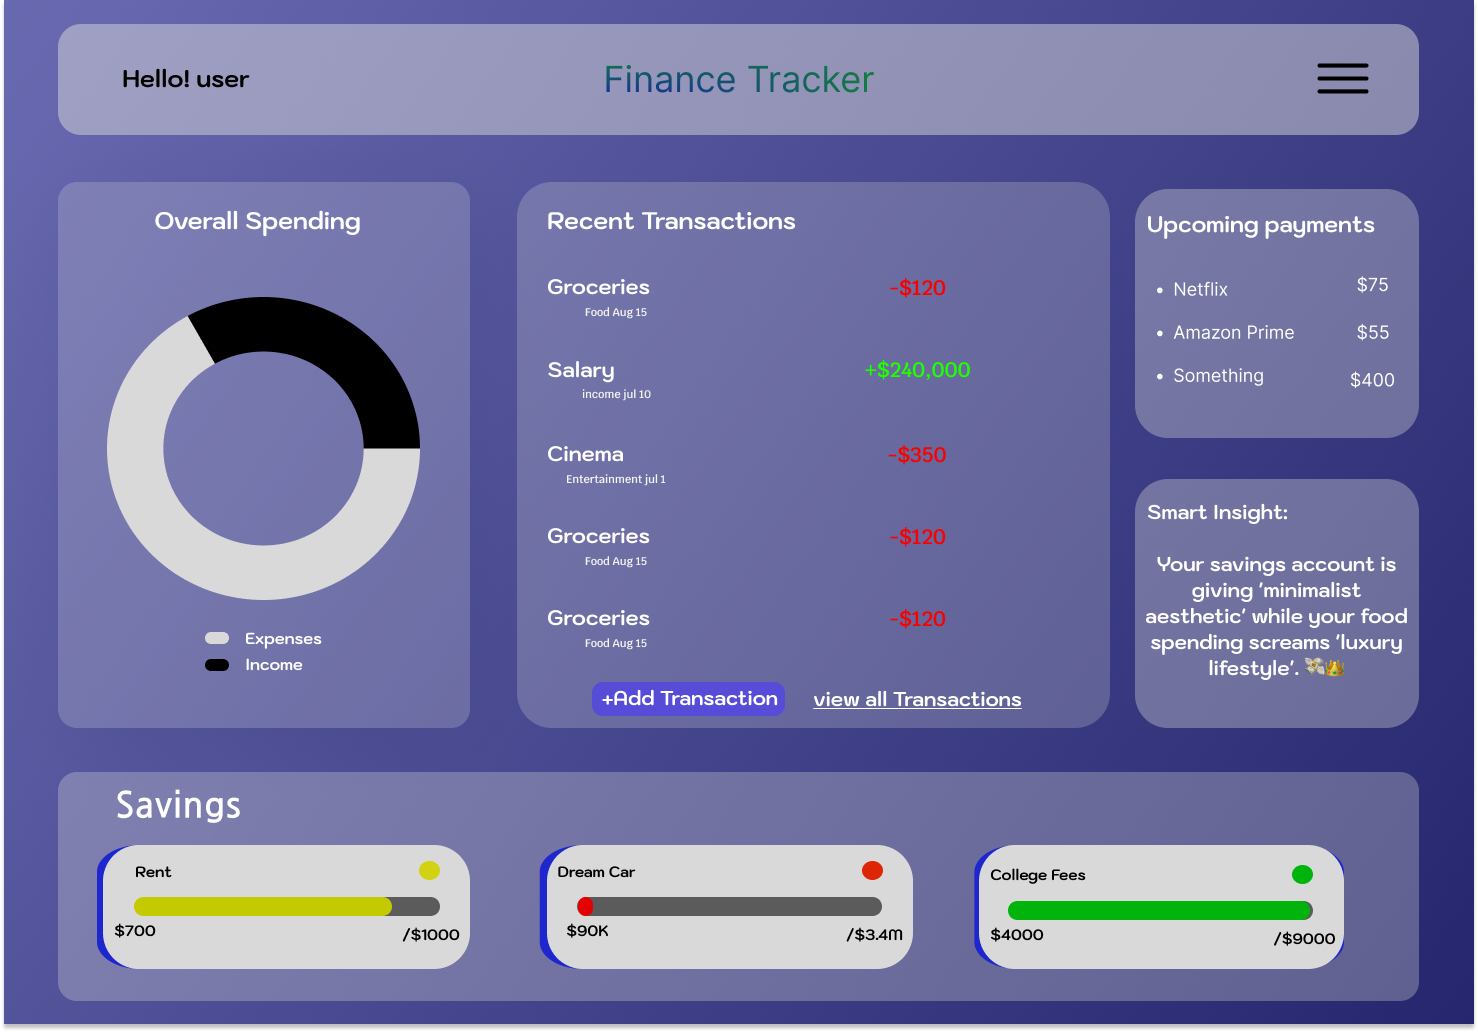 Hello! user
Finance Tracker
Overall Spending
Expenses
Income
Recent Transactions
Groceries
-$120
Food Aug 15
Salary
+$240,000
income jul 10
Cinema
-$350
Entertainment jul 1
Groceries
-$120
Food Aug 15
Groceries
-$120
Food Aug 15
+Add Transaction
view all Transactions
Upcoming payments
• Netflix
$75
• Amazon Prime
$55
• Something
$400
Smart Insight:
Your savings account is
giving 'minimalist
aesthetic' while your food
spending screams 'luxury
lifestyle'. 💸👑
Savings
Rent
$700
/$1000
Dream Car
$90K
/$3.4M
College Fees
$4000
/$9000